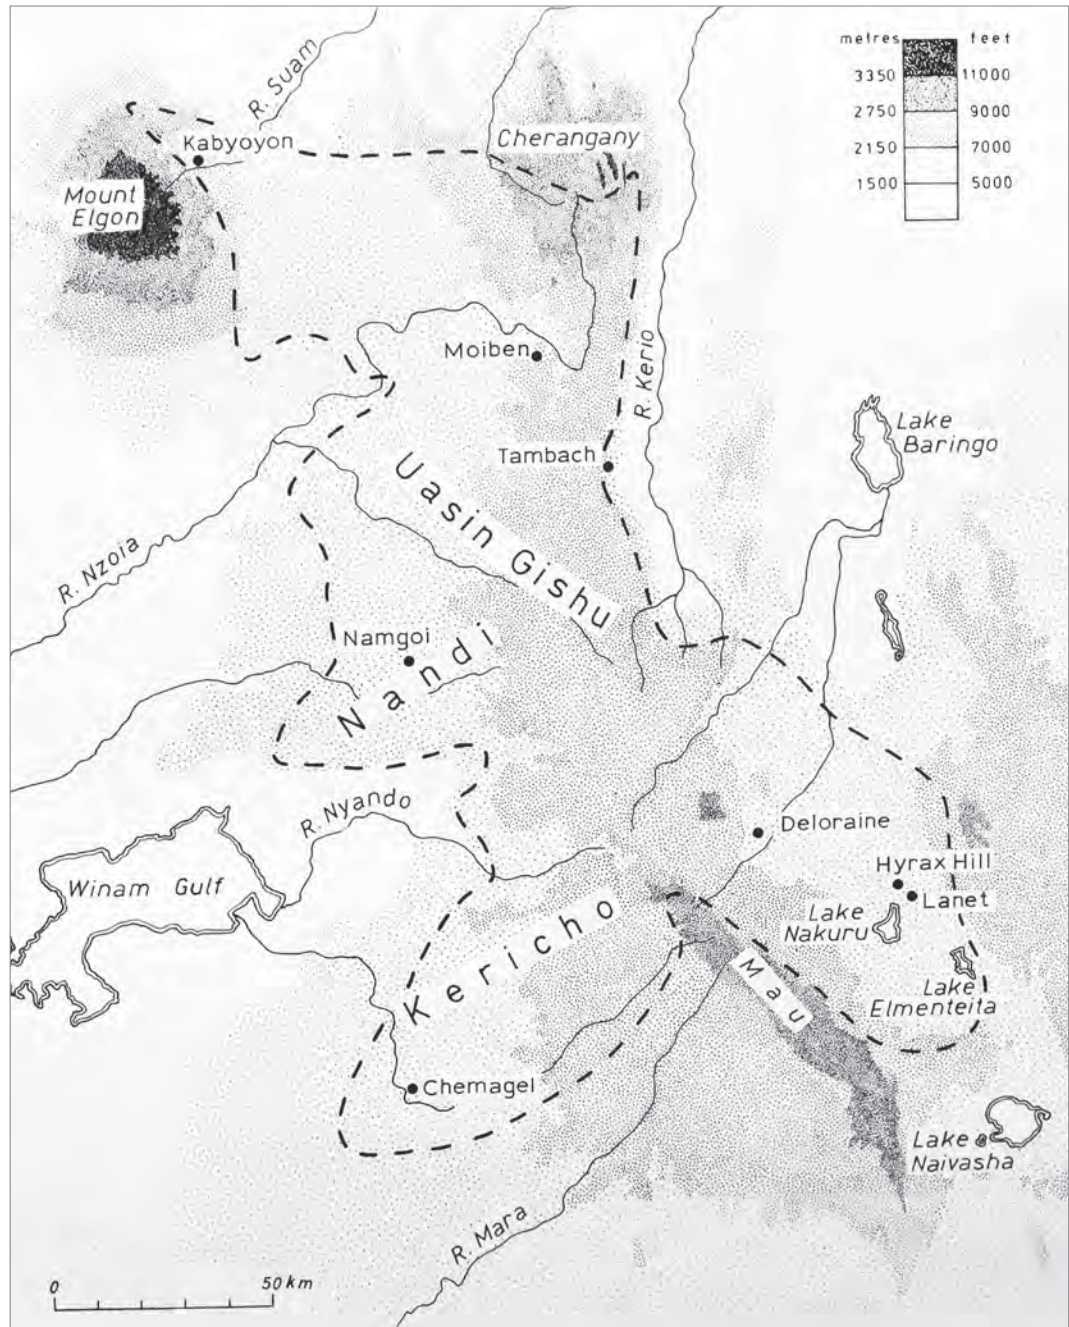 metres feet
3350 11000
2750 9000
2150 7000
1500 5000
R. Suam
Kabyoyon
Cherangany
Mount
Elgon
Moiben
R. Kerio
Lake
Baringo
Tambach
Uasin Gishu
R. Nzoia
Namgoi
Nandi
R. Nyando
Deloraine
Winam Gulf
Hyrax Hill
Lanet
Lake
Nakuru
Kericho
Mau
Lake
Elmenteita
Chemagel
Lake
Naivasha
R. Mara
0 50 km